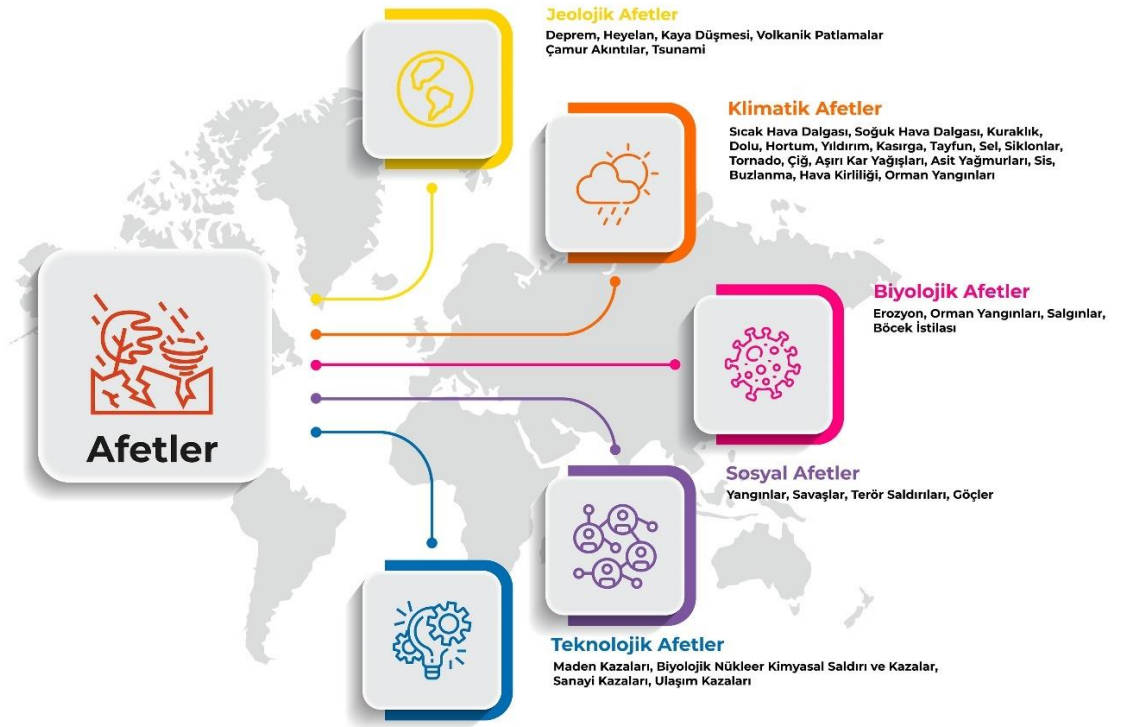 Jeolojik Afetler
Deprem, Heyelan, Kaya Düşmesi, Volkanik Patlamalar
Çamur Akıntılar, Tsunami
Klimatik Afetler
Sıcak Hava Dalgası, Soğuk Hava Dalgası, Kuraklık,
Dolu, Hortum, Yıldırım, Kasırga, Tayfun, Sel, Siklonlar,
Tornado, Çiğ, Aşırı Kar Yağışları, Asit Yağmurları, Sis,
Buzlanma, Hava Kirliliği, Orman Yangınları
Afetler
Biyolojik Afetler
Erozyon, Orman Yangınları, Salgınlar,
Böcek İstilası
Sosyal Afetler
Yangınlar, Savaşlar, Terör Saldırıları, Göçler
Teknolojik Afetler
Maden Kazaları, Biyolojik Nükleer Kimyasal Saldırı ve Kazalar,
Sanayi Kazaları, Ulaşım Kazaları